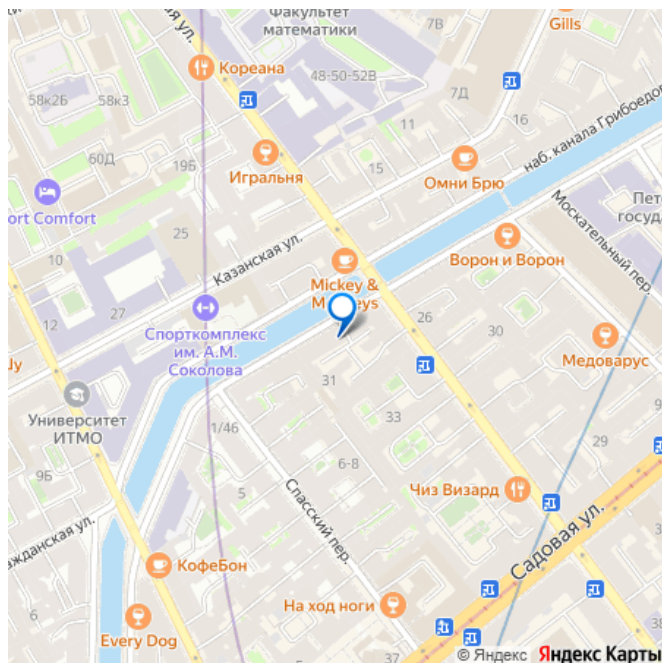 Факультет
математики
7В
Gills
Кореана
48-50-52В
58к2Б
58к3
7Д
11
16
наб. канала Грибоедов
60Д
19Б
Игральня
15
Омни Брю
ort Comfort
Пет
госуда
Москательный пер.
25
Казанская ул.
Ворон и Ворон
10
Mickey &
12
27
Спорткомплекс
им. А.М.
Соколова
26
30
Медоварус
31
Университет
ИТМО
33
1/46
29
9Б
6-8
5
Чиз Визард
Спасский пер.
Садовая ул.
жданская ул.
КофеБон
6
На ход ноги
Every Dog
4
37
© Яндекс Яндекс Карты